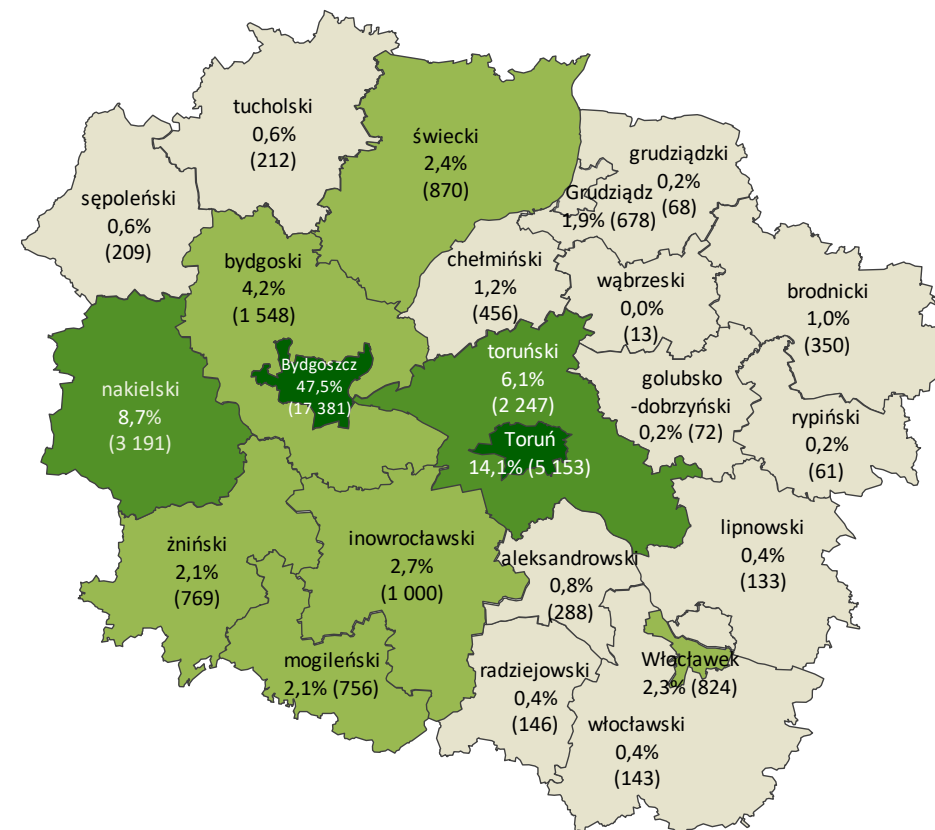 tucholski
0,6%
(212)
świecki
2,4%
(870)
grudziądzki
0,2%
(68)
Grudziądz
1,9% (678)
sępoleński
0,6%
(209)
bydgoski
4,2%
(1 548)
chełmiński
1,2%
(456)
wąbrzeski
0,0%
(13)
brodnicki
1,0%
(350)
nakielski
8,7%
(3 191)
Bydgoszcz
47,5%
(17 381)
toruński
6,1%
(2 247)
golubsko
-dobrzyński
0,2% (72)
rypiński
0,2%
(61)
Toruń
14,1% (5 153)
żniński
2,1%
(769)
inowrocławski
2,7%
(1 000)
aleksandrowski
0,8%
(288)
lipnowski
0,4%
(133)
mogileński
2,1% (756)
radziejowski
0,4%
(146)
Włocławek
2,3% (824)
włocławski
0,4%
(143)